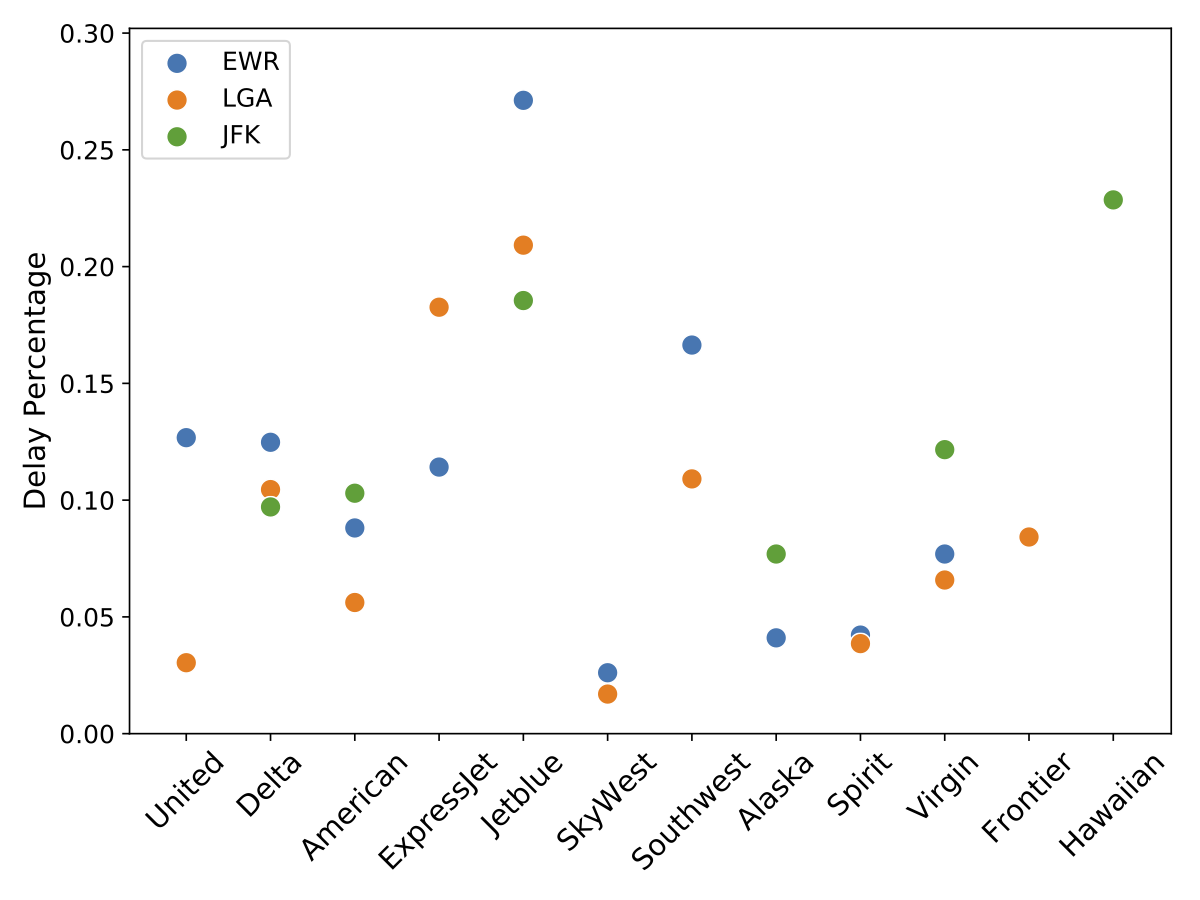 0.30
0.25
0.20
0.15
0.10
0.05
0.00
Delay Percentage
EWR
LGA
JFK
United
Delta
American
ExpressJet
Jetblue
SkyWest
Southwest
Alaska
Spirit
Virgin
Frontier
Hawaiian